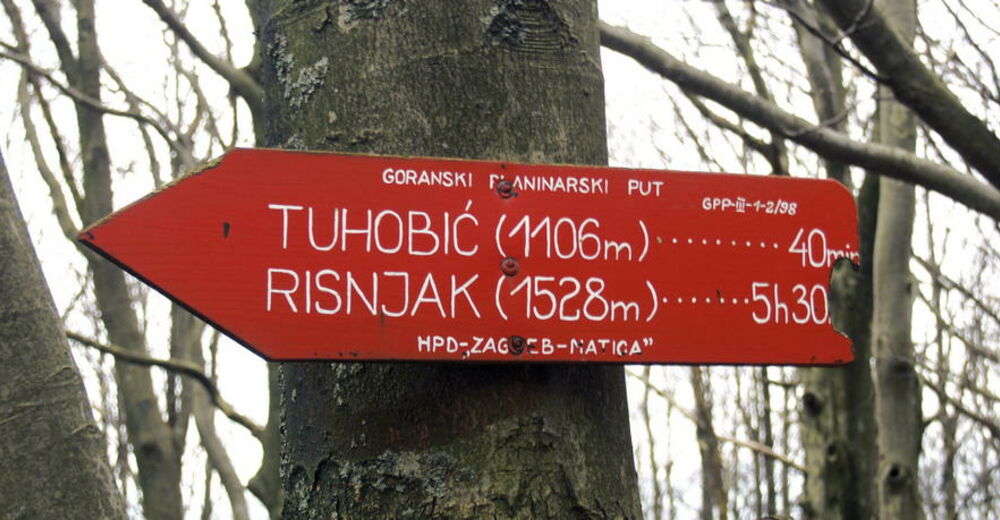 GORANSKI PLANINARSKI PUT
GPP-III-1-2/98
TUHOBIĆ (1106m) ......... 40min
RISNJAK (1528m) ....... 5h30
HPD-„ZAGREB-MATICA”